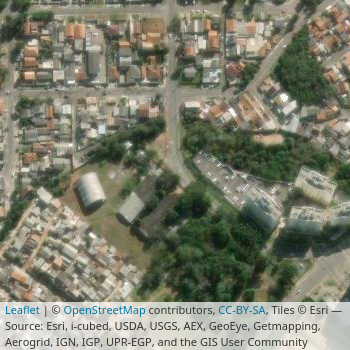 Leaflet | © OpenStreetMap contributors, CC-BY-SA, Tiles © Esri —
Source: Esri, i-cubed, USDA, USGS, AEX, GeoEye, Getmapping,
Aerogrid, IGN, IGP, UPR-EGP, and the GIS User Community